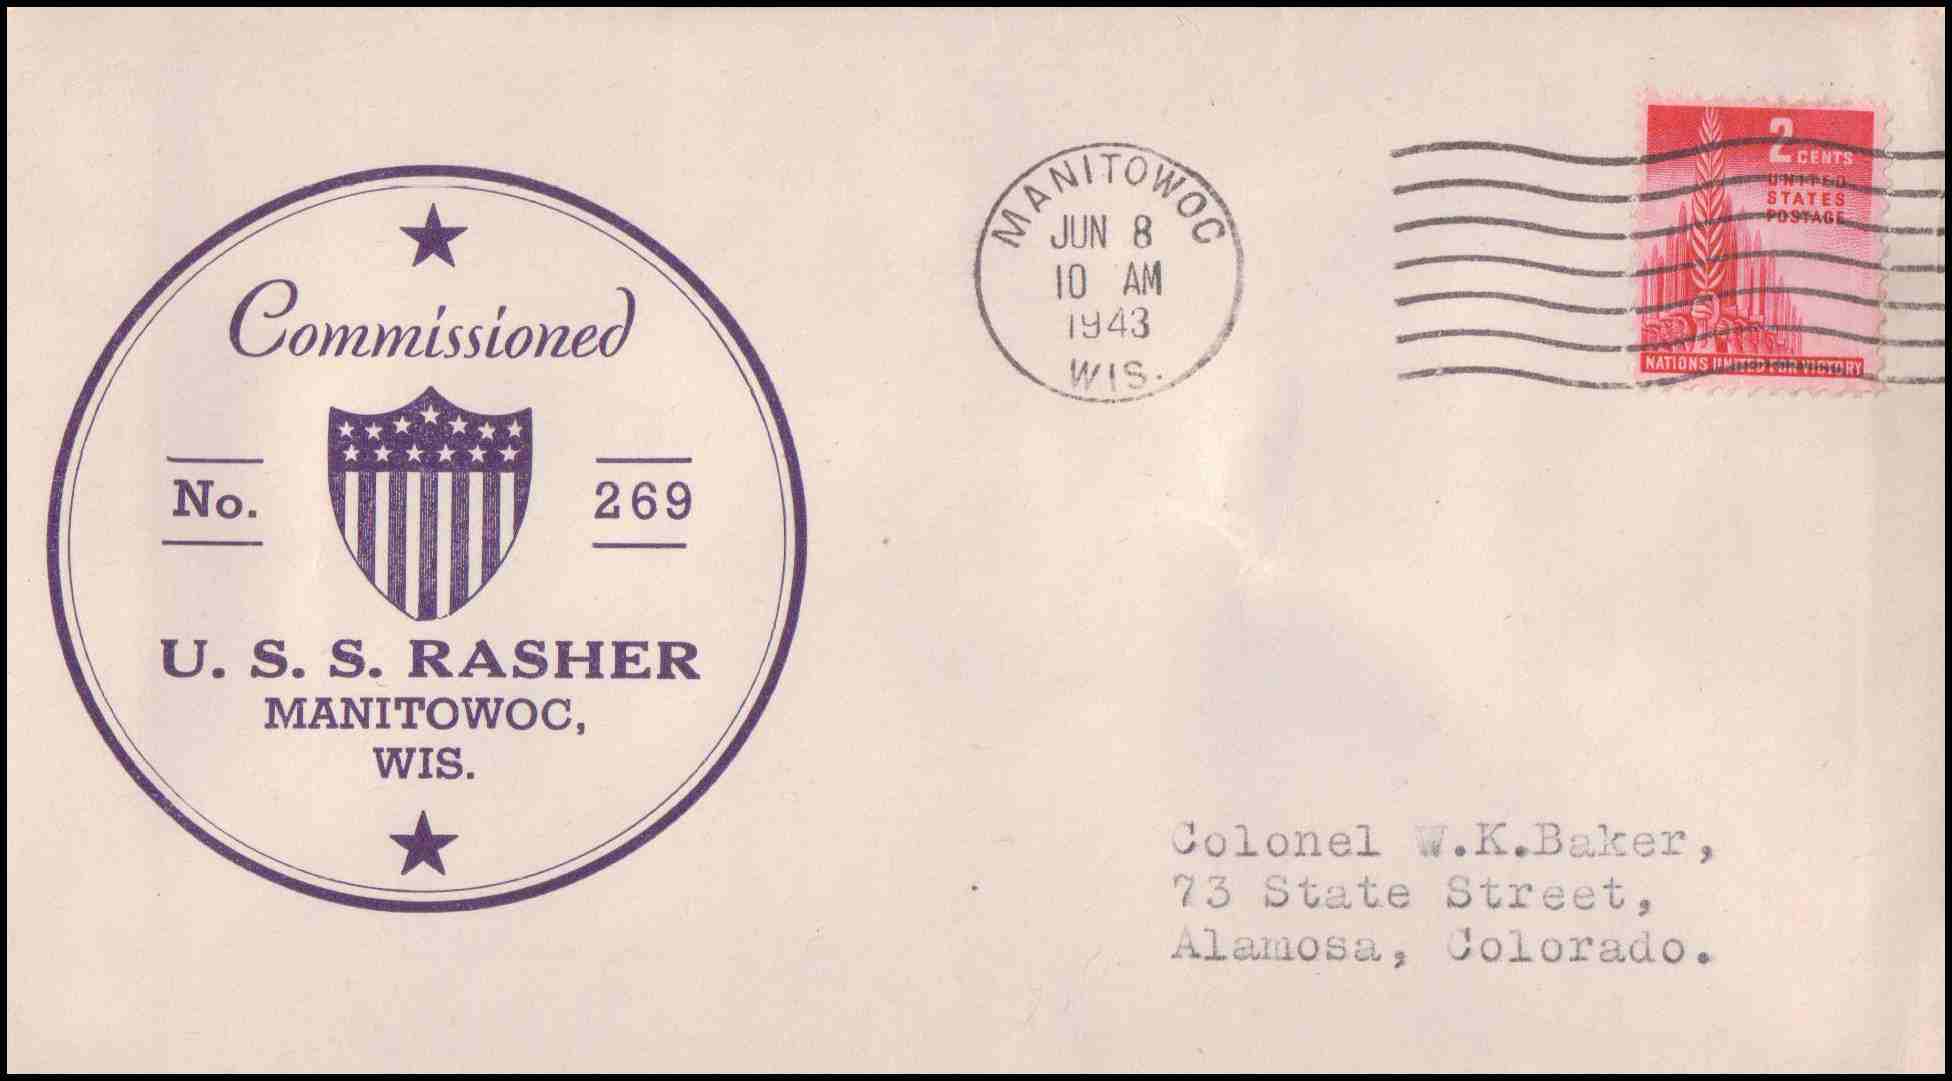 Commissioned
No. 269
U. S. S. RASHER
MANITOWOC,
WIS.
MANITOWOC
JUN 8
10 AM
1943
WIS.
2 CENTS
UNITED
STATES
POSTAGE
NATIONS UNITED FOR VICTORY
Colonel W.K.Baker,
73 State Street,
Alamosa, Colorado.